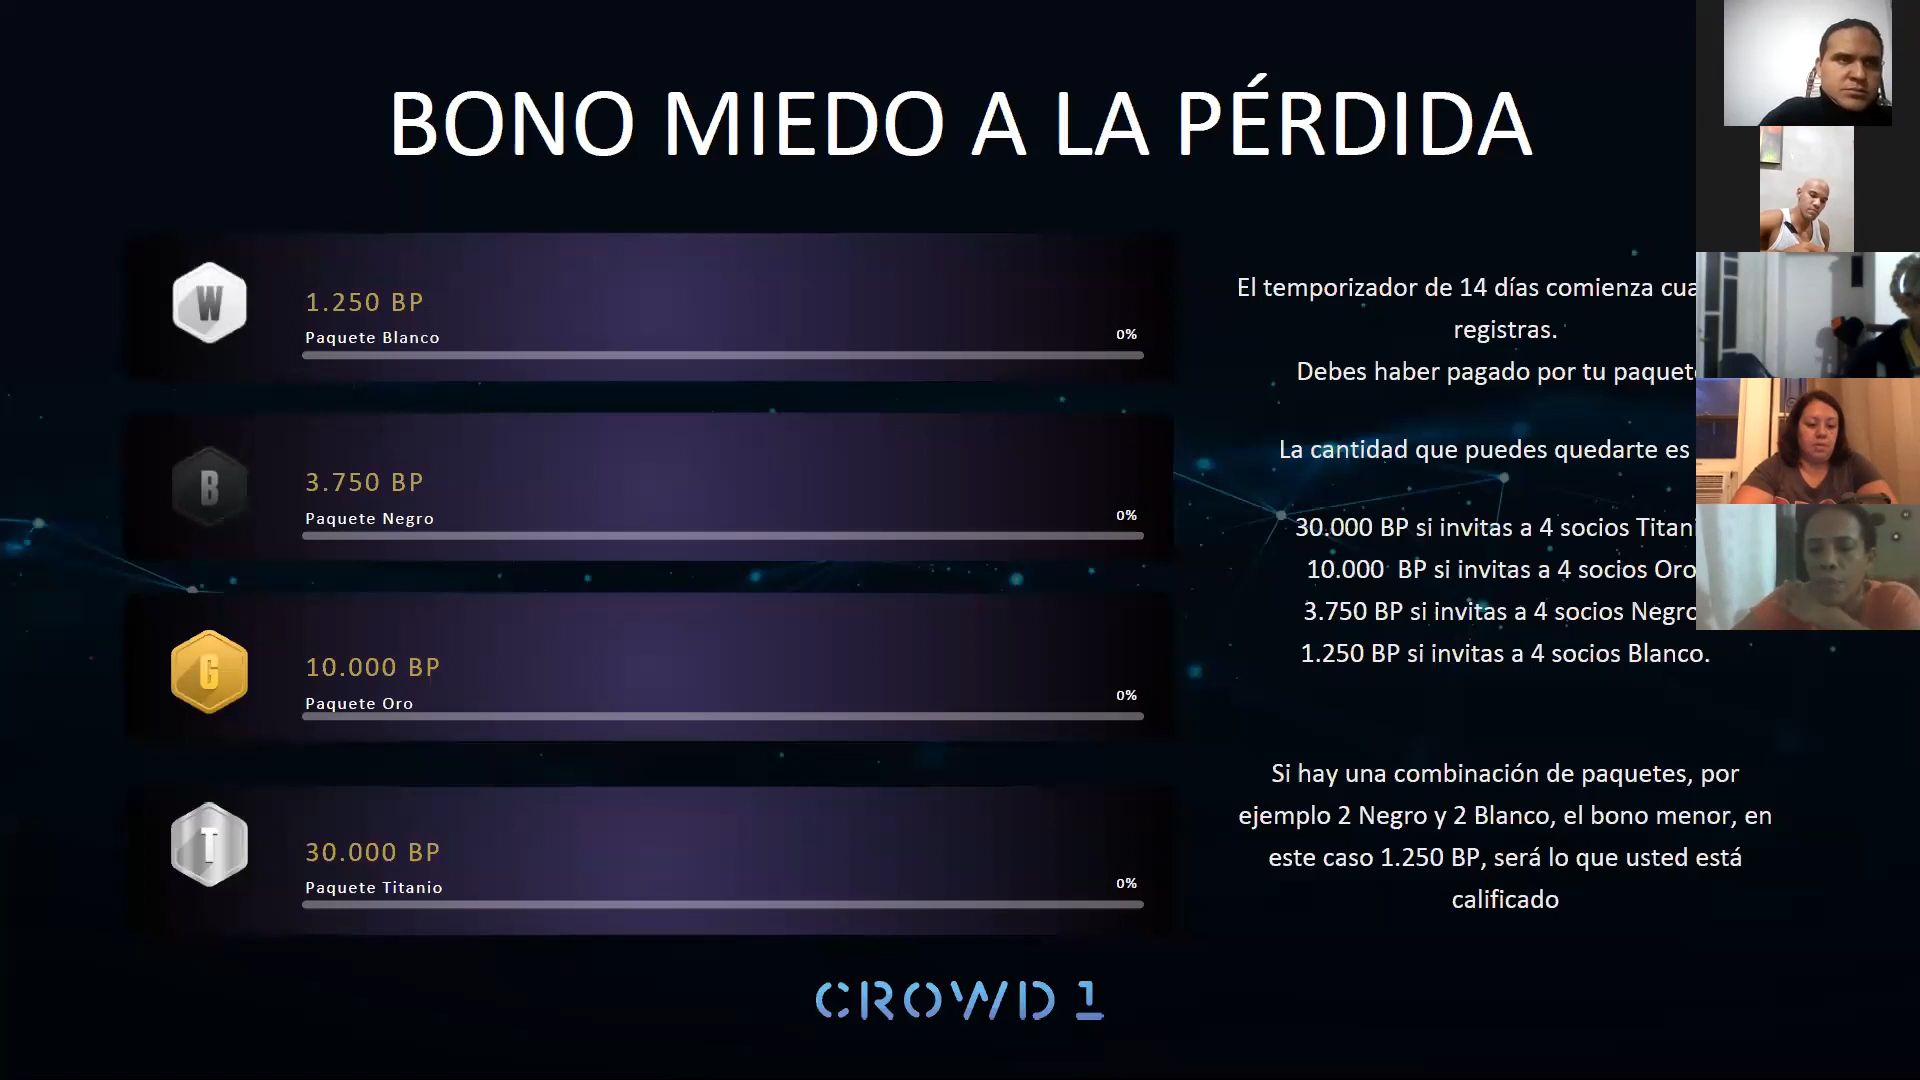 BONO MIEDO A LA PÉRDIDA
W
1.250 BP
Paquete Blanco
0%
B
3.750 BP
Paquete Negro
0%
G
10.000 BP
Paquete Oro
0%
T
30.000 BP
Paquete Titanio
0%
El temporizador de 14 días comienza
registras.
Debes haber pagado por tu
La cantidad que puedes quedarte es
30.000 BP si invitas a 4 socios
10.000 BP si invitas a 4 socios Oro
3.750 BP si invitas a 4 socios
1.250 BP si invitas a 4 socios Blanco.
Si hay una combinación de paquetes, por
ejemplo 2 Negro y 2 Blanco, el bono menor, en
este caso 1.250 BP, será lo que usted está
calificado
CROWD 1